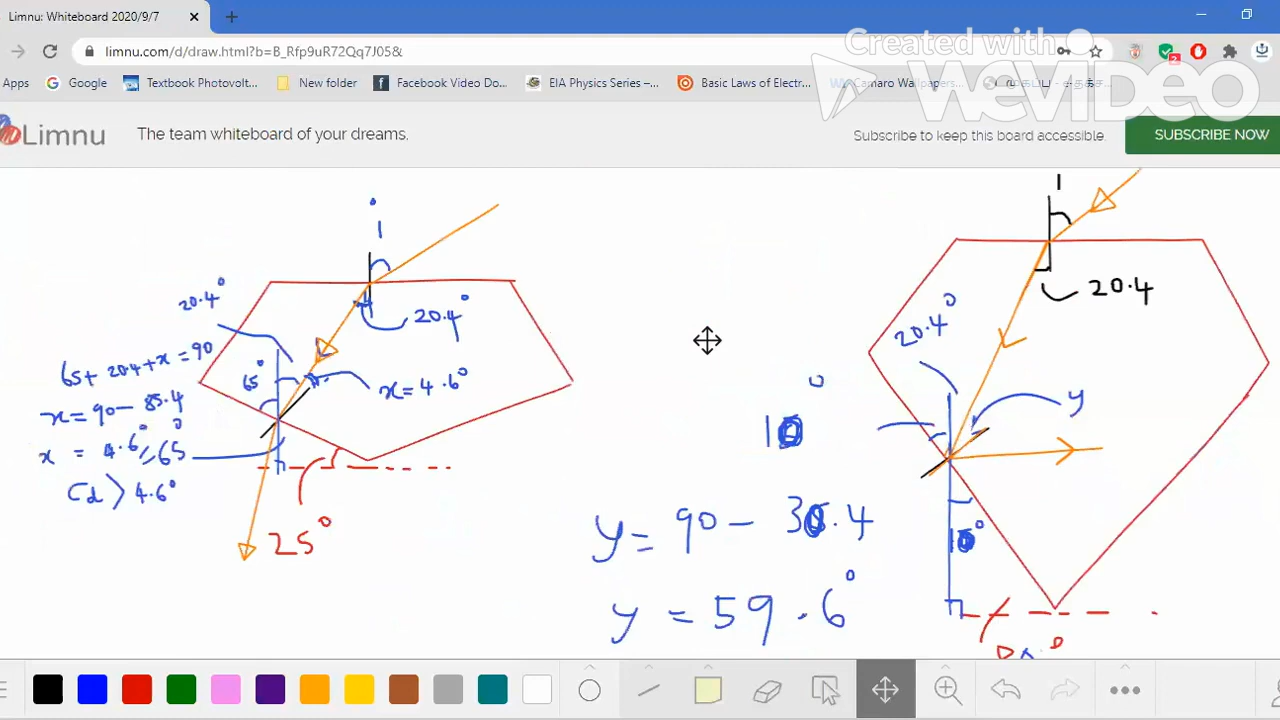 Limnu: Whiteboard 2020/9/7
Created with
WeVideo
limnu.com/d/draw.html?b=B_Rfp9uR72Qq7J05&
Apps
Google
Textbook Photovolt...
New folder
Facebook Video Do...
EIA Physics Series –...
Basic Laws of Electr...
Camaro Wallpapers...
Limnu
The team whiteboard of your dreams.
Subscribe to keep this board accessible.
SUBSCRIBE NOW
i
20.4°
20.4°
65+ 20.4+x = 90
65°
x = 4.6°
x = 90 - 85.4
x = 4.6°
65°
Cd > 4.6°
25°
i
20.4
20.4°
y
10°
y = 90 - 30.4
10°
y = 59.6°